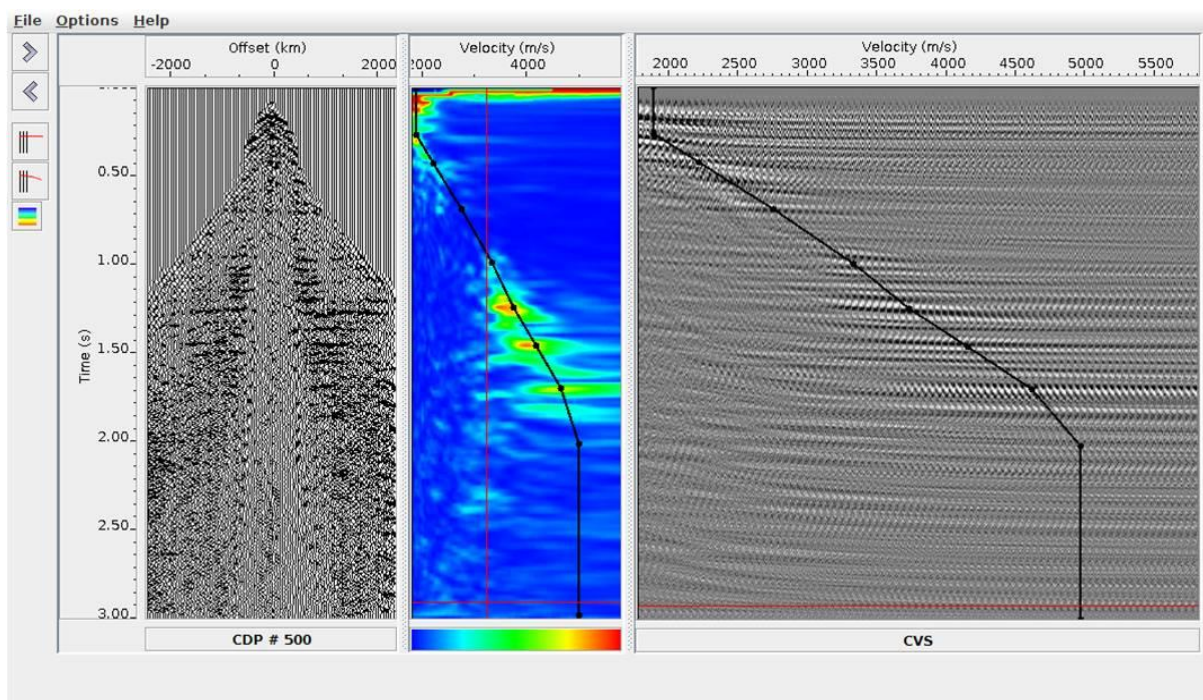 File Options Help
Offset (km)
-2000 0 2000
Velocity (m/s)
2000 4000
Velocity (m/s)
2000 2500 3000 3500 4000 4500 5000 5500
Time (s)
0.50
1.00
1.50
2.00
2.50
3.00
CDP # 500
CVS